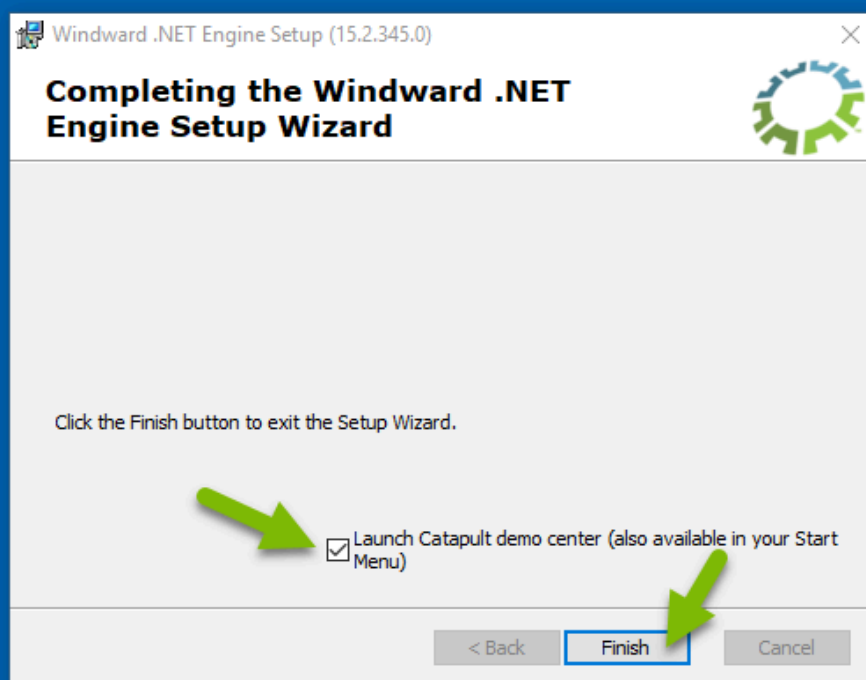 Windward .NET Engine Setup (15.2.345.0)
Completing the Windward .NET
Engine Setup Wizard
Click the Finish button to exit the Setup Wizard.
Launch Catapult demo center (also available in your Start
Menu)
< Back
Finish
Cancel